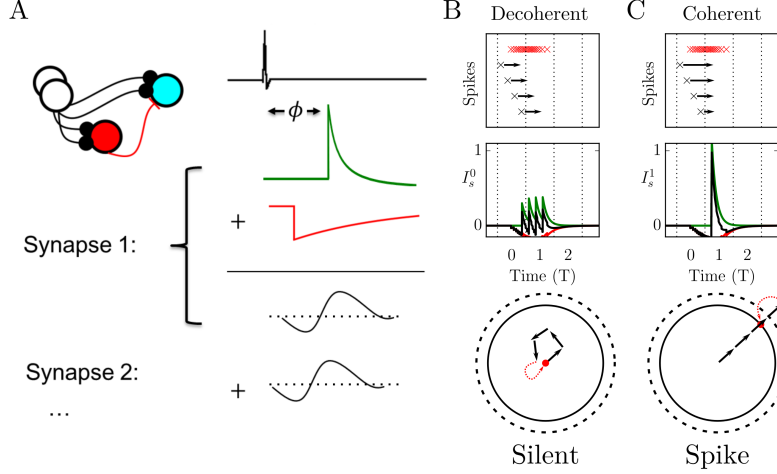 A
ϕ
+
Synapse 1:
Synapse 2:
+
...
B
Decoherent
Spikes
1
I_s^0
0
0 1 2
Time (T)
Silent
C
Coherent
Spikes
1
I_s^1
0
0 1 2
Time (T)
Spike